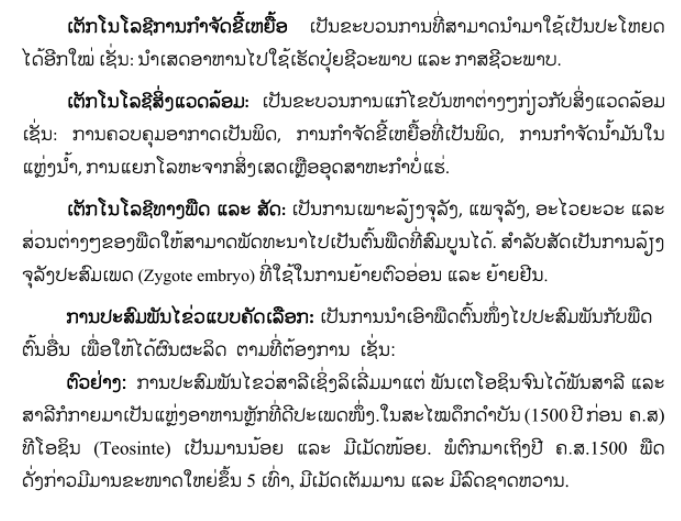 ເຕັກໂນໂລຊີການກຳຈັດຂີ້ເຫຍື້ອ ເປັນຂະບວນການທີ່ສາມາດນຳມາໃຊ້ເປັນປະໂຫຍດ
ໄດ້ອີກໃໝ່ ເຊັ່ນ: ນຳເສດອາຫານໄປໃຊ້ເຮັດປຸ໋ຍຊີວະພາບ ແລະ ກາສຊີວະພາບ.
ເຕັກໂນໂລຊີສິ່ງແວດລ້ອມ: ເປັນຂະບວນການແກ້ໄຂບັນຫາຕ່າງໆກ່ຽວກັບສິ່ງແວດລ້ອມ
ເຊັ່ນ: ການຄວບຄຸມອາກາດເປັນພິດ, ການກຳຈັດຂີ້ເຫຍື້ອທີ່ເປັນພິດ, ການກຳຈັດນ້ຳມັນໃນ
ແຫຼ່ງນ້ຳ, ການແຍກໂລຫະຈາກສິ່ງເສດເຫຼືອອຸດສາຫະກຳບໍ່ແຮ່.
ເຕັກໂນໂລຊີທາງພືດ ແລະ ສັດ: ເປັນການເພາະລ້ຽງຈຸລັງ, ແພຈຸລັງ, ອະໄວຍະວະ ແລະ
ສ່ວນຕ່າງໆຂອງພືດໃຫ້ສາມາດພັດທະນາໄປເປັນຕົ້ນພືດທີ່ສົມບູນໄດ້. ສຳລັບສັດເປັນການລ້ຽງ
ຈຸລັງປະສົມເພດ (Zygote embryo) ທີ່ໃຊ້ໃນການຍ້າຍຕົວອ່ອນ ແລະ ຍ້າຍຢີນ.
ການປະສົມພັນໄຂ່ວແບບຄັດເລືອກ: ເປັນການນຳເອົາພືດຕົ້ນໜຶ່ງໄປປະສົມພັນກັບພືດ
ຕົ້ນອື່ນ ເພື່ອໃຫ້ໄດ້ຜົນຜະລິດ ຕາມທີ່ຕ້ອງການ ເຊັ່ນ:
ຕົວຢ່າງ: ການປະສົມພັນໄຂວ່ສາລີເຊິ່ງລິເລີ່ມມາແຕ່ ພັນເຕໂອຊິນຈົນໄດ້ພັນສາລີ ແລະ
ສາລີກໍກາຍມາເປັນແຫຼ່ງອາຫານຫຼັກທີ່ດີປະເພດໜຶ່ງ.ໃນສະໄໝດຶກດຳບັນ (1500 ປີ ກ່ອນ ຄ.ສ)
ທີໂອຊິນ (Teosinte) ເປັນມານນ້ອຍ ແລະ ມີເມັດໜ້ອຍ. ພໍຕົກມາເຖິງປີ ຄ.ສ.1500 ພືດ
ດັ່ງກ່າວມີມານຂະໜາດໃຫຍ່ຂຶ້ນ 5 ເທົ່າ, ມີເມັດເຕັມມານ ແລະ ມີລົດຊາດຫວານ.